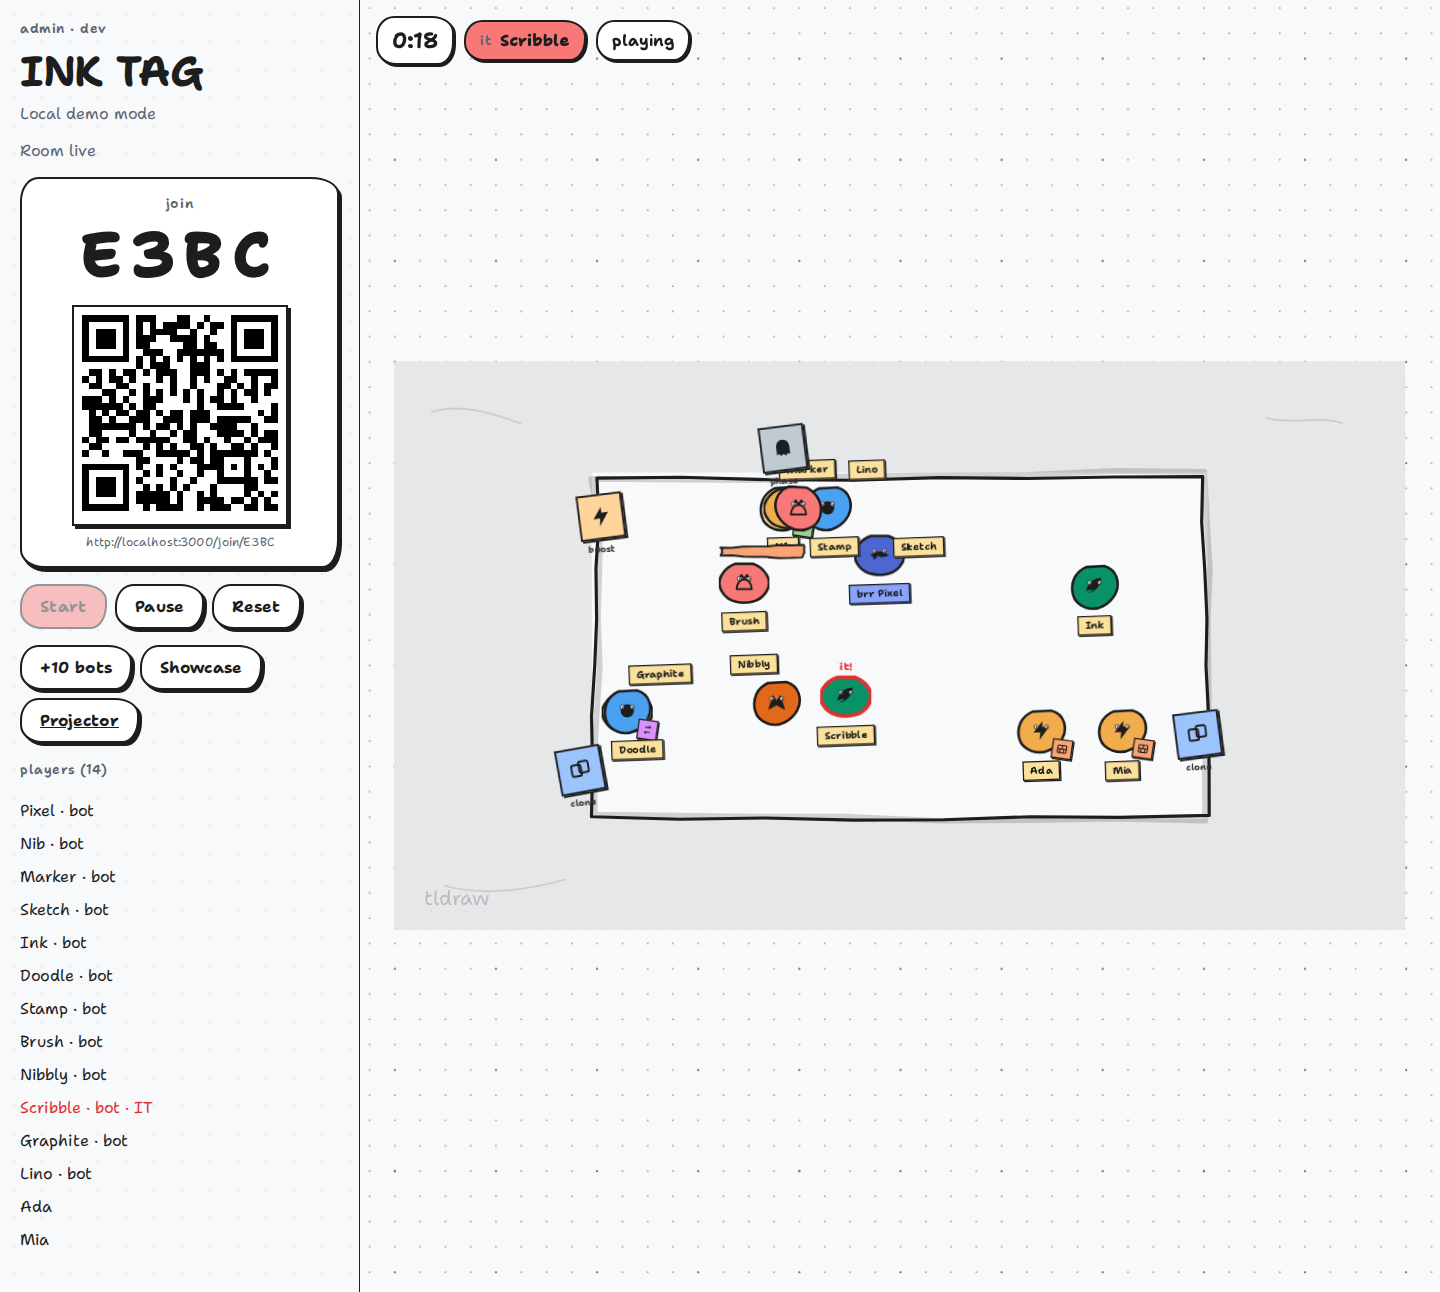 admin · dev
INK TAG
Local demo mode
Room live
join
E3BC
http://localhost:3000/join/E3BC
Start
Pause
Reset
+10 bots
Showcase
Projector
players (14)
Pixel · bot
Nib · bot
Marker · bot
Sketch · bot
Ink · bot
Doodle · bot
Stamp · bot
Brush · bot
Nibbly · bot
Scribble · bot · IT
Graphite · bot
Lino · bot
Ada
Mia
0:18
it Scribble
playing
Lino
boost
Stamp
Sketch
brr Pixel
Brush
Ink
Nibbly
Graphite
it!
Scribble
Doodle
Ada
Mia
tldraw